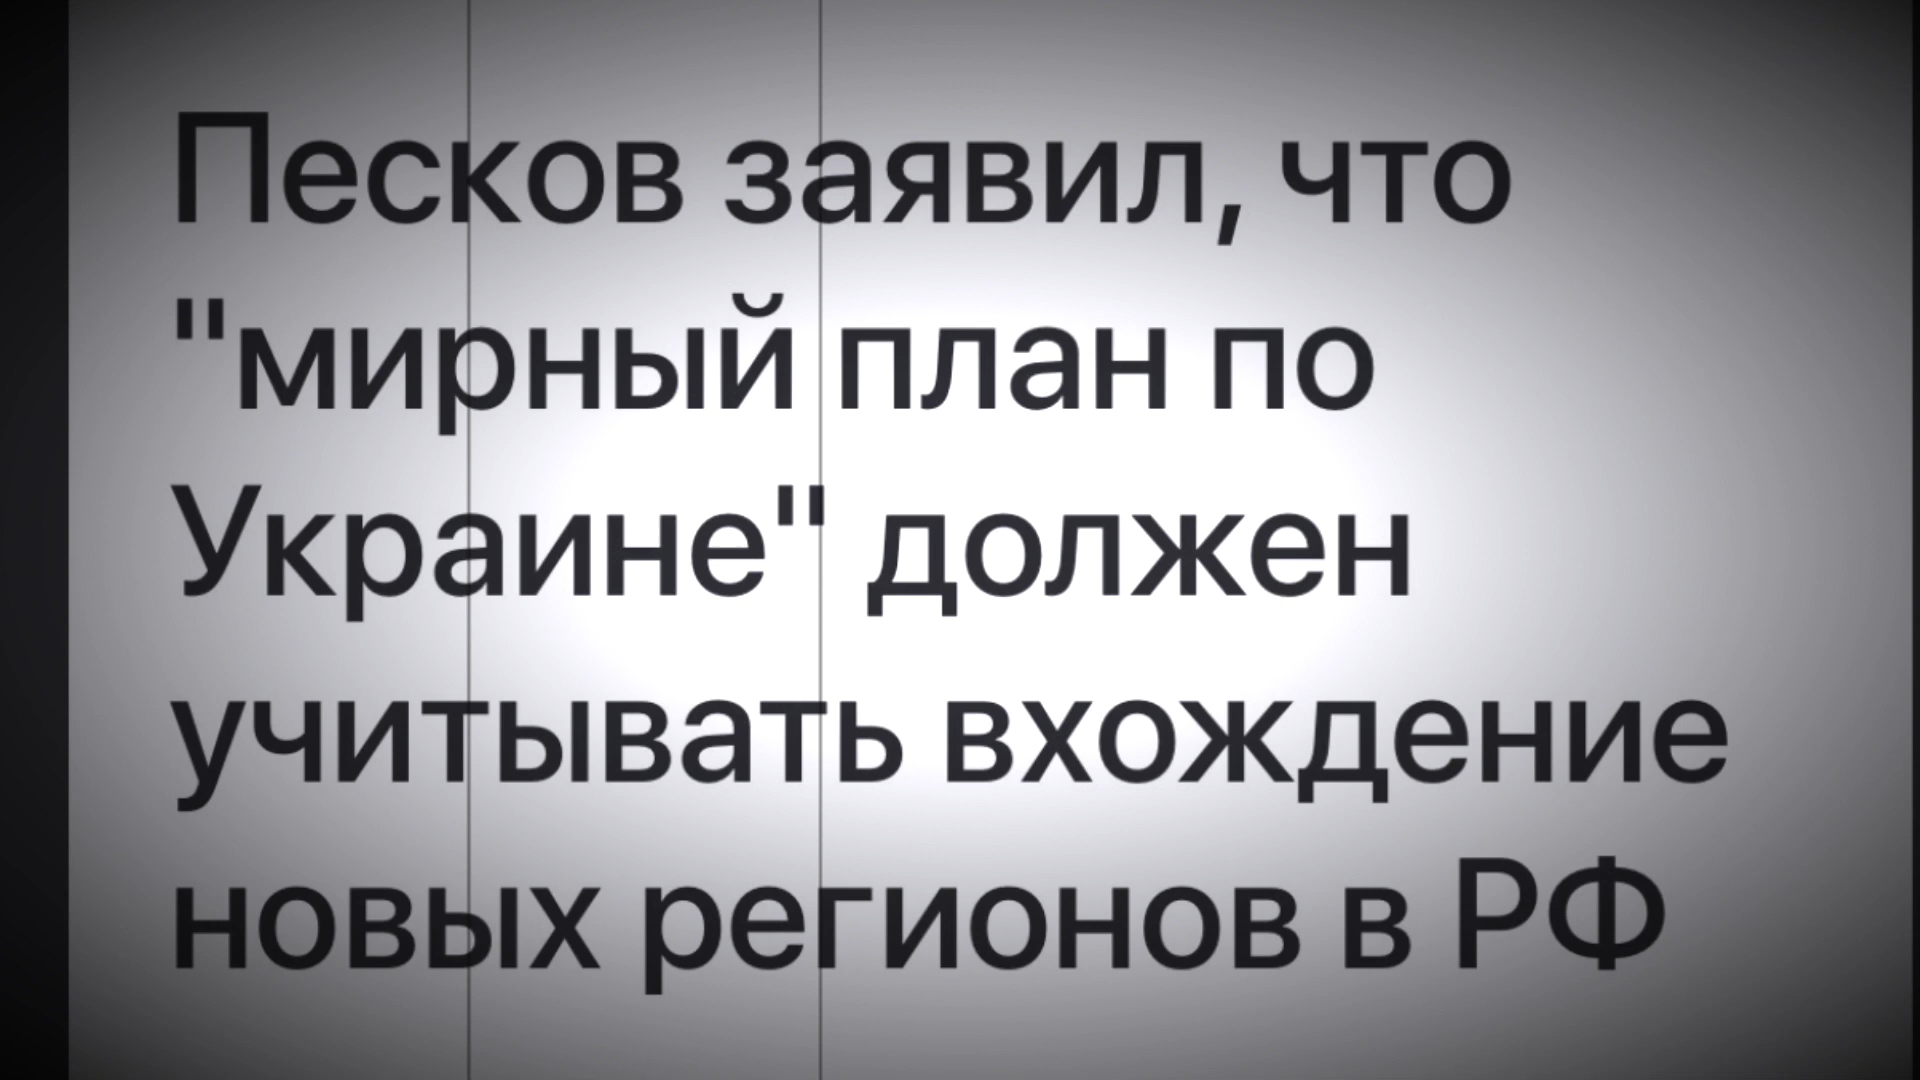 Песков заявил, что
"мирный план по
Украине" должен
учитывать вхождение
новых регионов в РФ